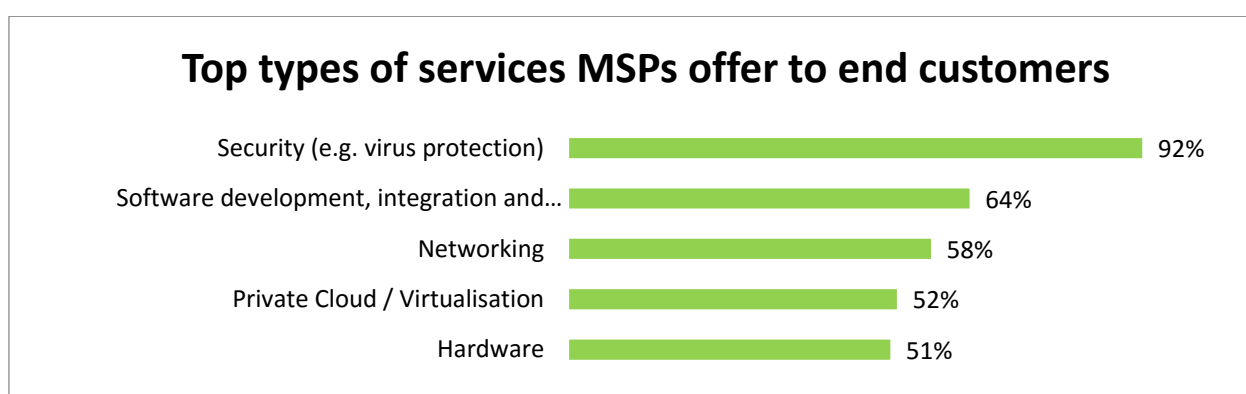 Top types of services MSPs offer to end customers
Security (e.g. virus protection) 92%
Software development, integration and... 64%
Networking 58%
Private Cloud / Virtualisation 52%
Hardware 51%